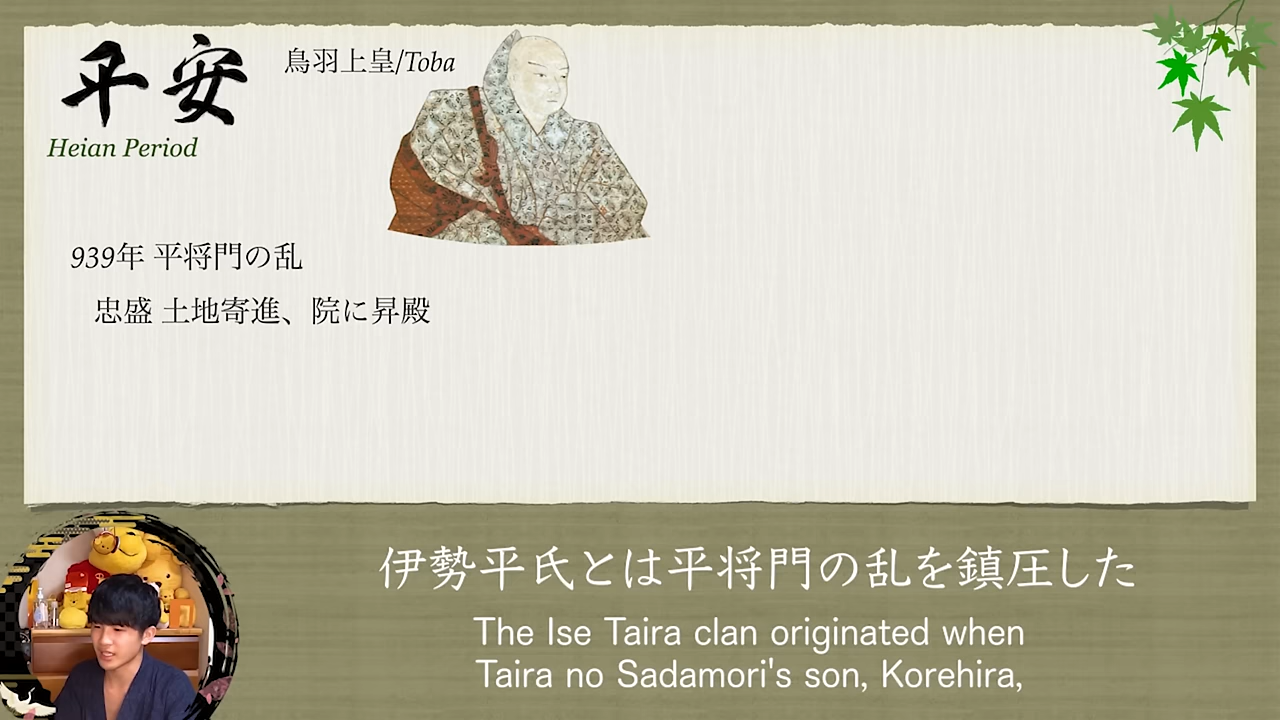 平安
Heian Period
鳥羽上皇/Toba
939年 平将門の乱
忠盛 土地寄進、院に昇殿
伊勢平氏とは平将門の乱を鎮圧した
The Ise Taira clan originated when
Taira no Sadamori's son, Korehira,